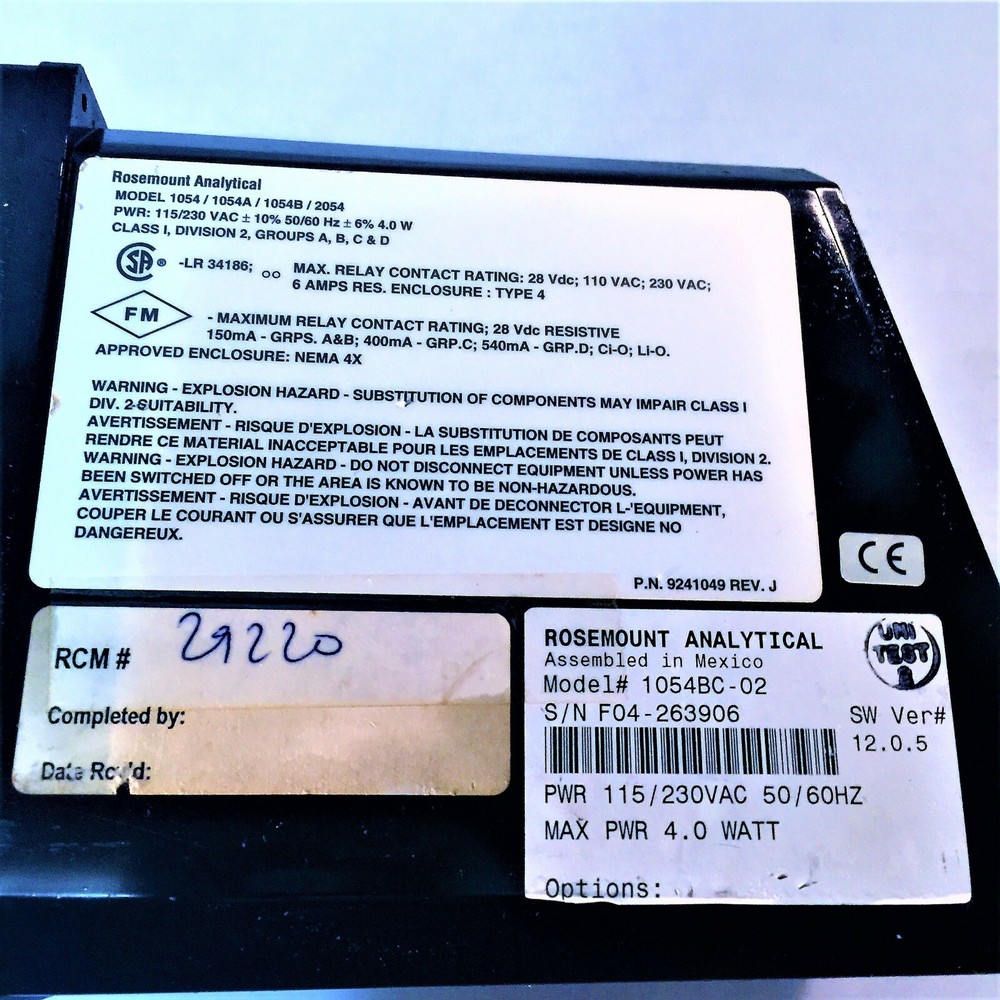 Rosemount Analytical
MODEL 1054 / 1054A / 1054B / 2054
PWR: 115/230 VAC ± 10% 50/60 Hz ± 6% 4.0 W
CLASS I, DIVISION 2, GROUPS A, B, C & D
SA ® -LR 34186; oo MAX. RELAY CONTACT RATING: 28 Vdc; 110 VAC; 230 VAC;
6 AMPS RES. ENCLOSURE : TYPE 4
FM - MAXIMUM RELAY CONTACT RATING; 28 Vdc RESISTIVE
150mA - GRPS. A&B; 400mA - GRP.C; 540mA - GRP.D; Ci-O; Li-O.
APPROVED ENCLOSURE: NEMA 4X
WARNING - EXPLOSION HAZARD - SUBSTITUTION OF COMPONENTS MAY IMPAIR CLASS I
DIV. 2 SUITABILITY.
AVERTISSEMENT - RISQUE D'EXPLOSION - LA SUBSTITUTION DE COMPOSANTS PEUT
RENDRE CE MATERIAL INACCEPTABLE POUR LES EMPLACEMENTS DE CLASS I, DIVISION 2.
WARNING - EXPLOSION HAZARD - DO NOT DISCONNECT EQUIPMENT UNLESS POWER HAS
BEEN SWITCHED OFF OR THE AREA IS KNOWN TO BE NON-HAZARDOUS.
AVERTISSEMENT - RISQUE D'EXPLOSION - AVANT DE DECONNECTOR L-'EQUIPMENT,
COUPER LE COURANT OU S'ASSURER QUE L'EMPLACEMENT EST DESIGNE NO
DANGEREUX.
P.N. 9241049 REV. J
CE
RCM # 29220
Completed by:
Date Rc'd:
ROSEMOUNT ANALYTICAL
Assembled in Mexico
Model# 1054BC-02
S/N F04-263906
SW Ver#
12.0.5
PWR 115/230VAC 50/60HZ
MAX PWR 4.0 WATT
Options:
UNI
TEST